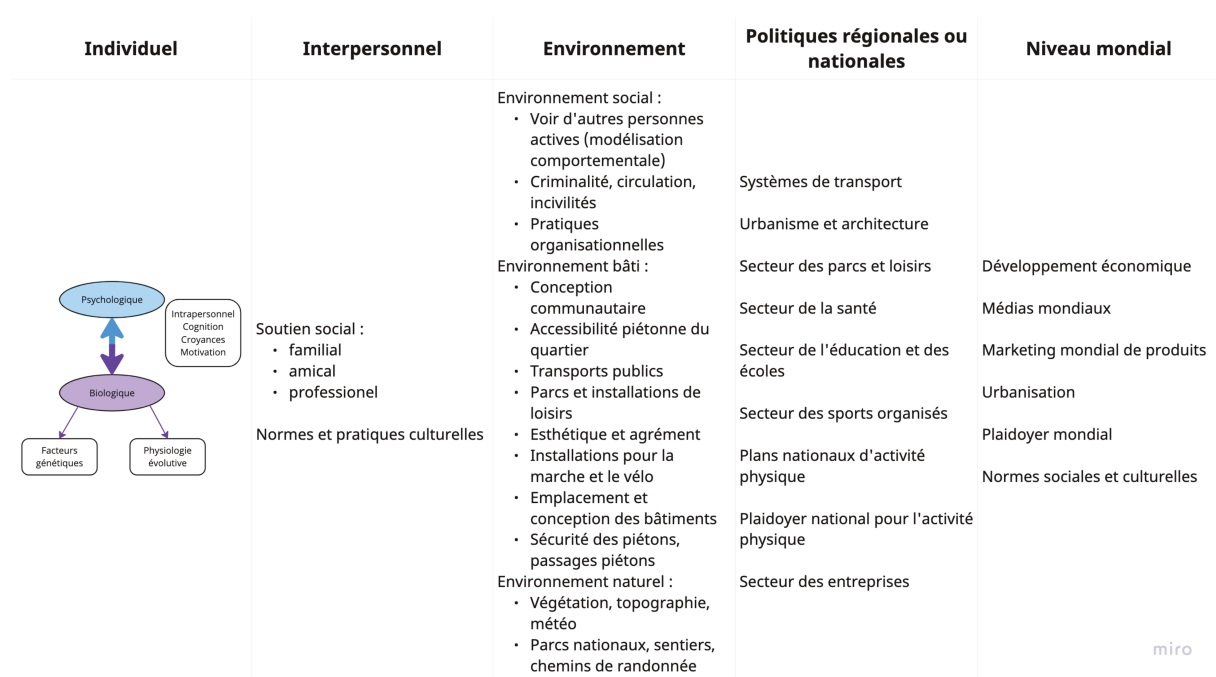 Individuel
Interpersonnel
Environnement
Politiques régionales ou
nationales
Niveau mondial
Psychologique
Intrapersonnel
Cognition
Croyances
Motivation
Biologique
Facteurs
génétiques
Physiologie
évolutive
Soutien social :
• familial
• amical
• professionel
Normes et pratiques culturelles
Environnement social :
• Voir d'autres personnes
actives (modélisation
comportementale)
• Criminalité, circulation,
incivilités
• Pratiques
organisationnelles
Environnement bâti :
• Conception
communautaire
• Accessibilité piétonne du
quartier
• Transports publics
• Parcs et installations de
loisirs
• Esthétique et agrément
• Installations pour la
marche et le vélo
• Emplacement et
conception des bâtiments
• Sécurité des piétons,
passages piétons
Environnement naturel :
• Végétation, topographie,
météo
• Parcs nationaux, sentiers,
chemins de randonnée
Systèmes de transport
Urbanisme et architecture
Secteur des parcs et loisirs
Secteur de la santé
Secteur de l'éducation et des
écoles
Secteur des sports organisés
Plans nationaux d'activité
physique
Plaidoyer national pour l'activité
physique
Secteur des entreprises
Développement économique
Médias mondiaux
Marketing mondial de produits
Urbanisation
Plaidoyer mondial
Normes sociales et culturelles
miro